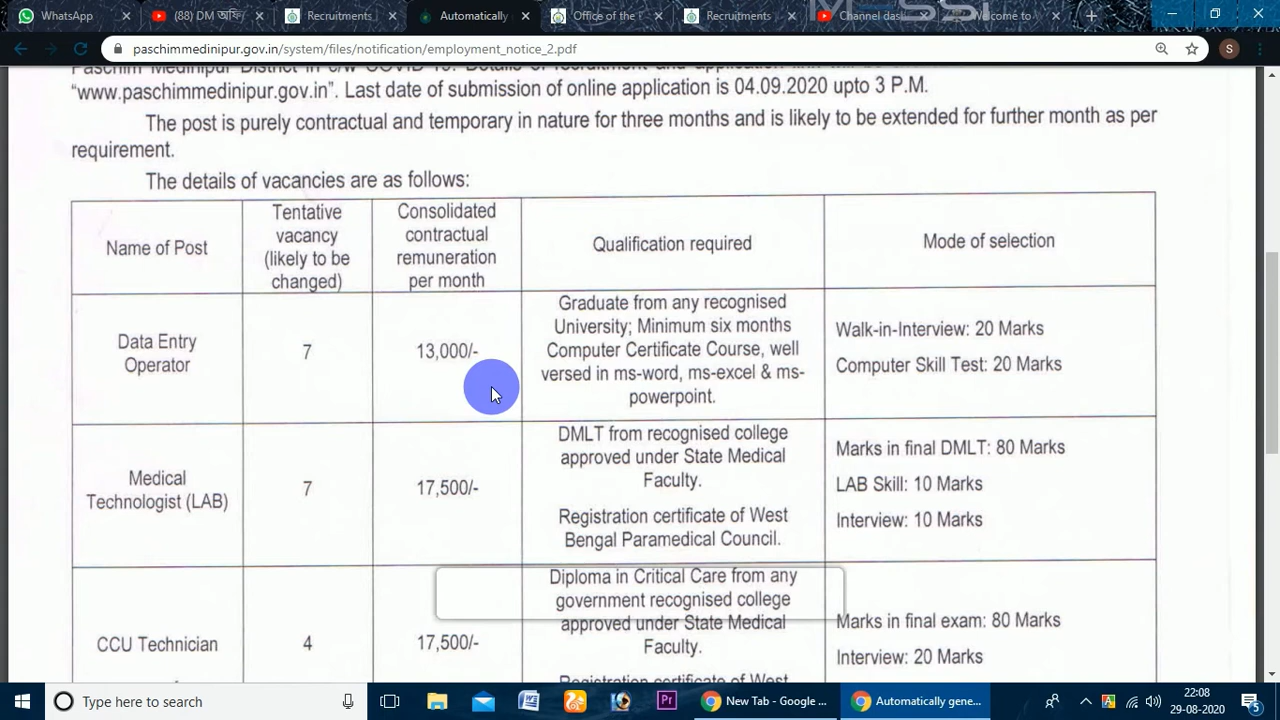 WhatsApp
(88) DM অফি
Recruitments
Automatically
Office of the
Recruitments
Channel das
Welcome to
paschimmedinipur.gov.in/system/files/notification/employment_notice_2.pdf
S
"www.paschimmedinipur.gov.in". Last date of submission of online application is 04.09.2020 upto 3 P.M.
The post is purely contractual and temporary in nature for three months and is likely to be extended for further month as per
requirement.
The details of vacancies are as follows:
Name of Post
Tentative
vacancy
(likely to be
changed)
Consolidated
contractual
remuneration
per month
Qualification required
Mode of selection
Data Entry
Operator
7
13,000/-
Graduate from any recognised
University; Minimum six months
Computer Certificate Course, well
versed in ms-word, ms-excel & ms-
powerpoint.
Walk-in-Interview: 20 Marks
Computer Skill Test: 20 Marks
Medical
Technologist (LAB)
7
17,500/-
DMLT from recognised college
approved under State Medical
Faculty.
Registration certificate of West
Bengal Paramedical Council.
Marks in final DMLT: 80 Marks
LAB Skill: 10 Marks
Interview: 10 Marks
CCU Technician
4
17,500/-
Diploma in Critical Care from any
government recognised college
approved under State Medical
Faculty.
Registration certificate of West
Marks in final exam: 80 Marks
Interview: 20 Marks
Type here to search
New Tab - Google ...
Automatically gene...
22:08
29-08-2020
5